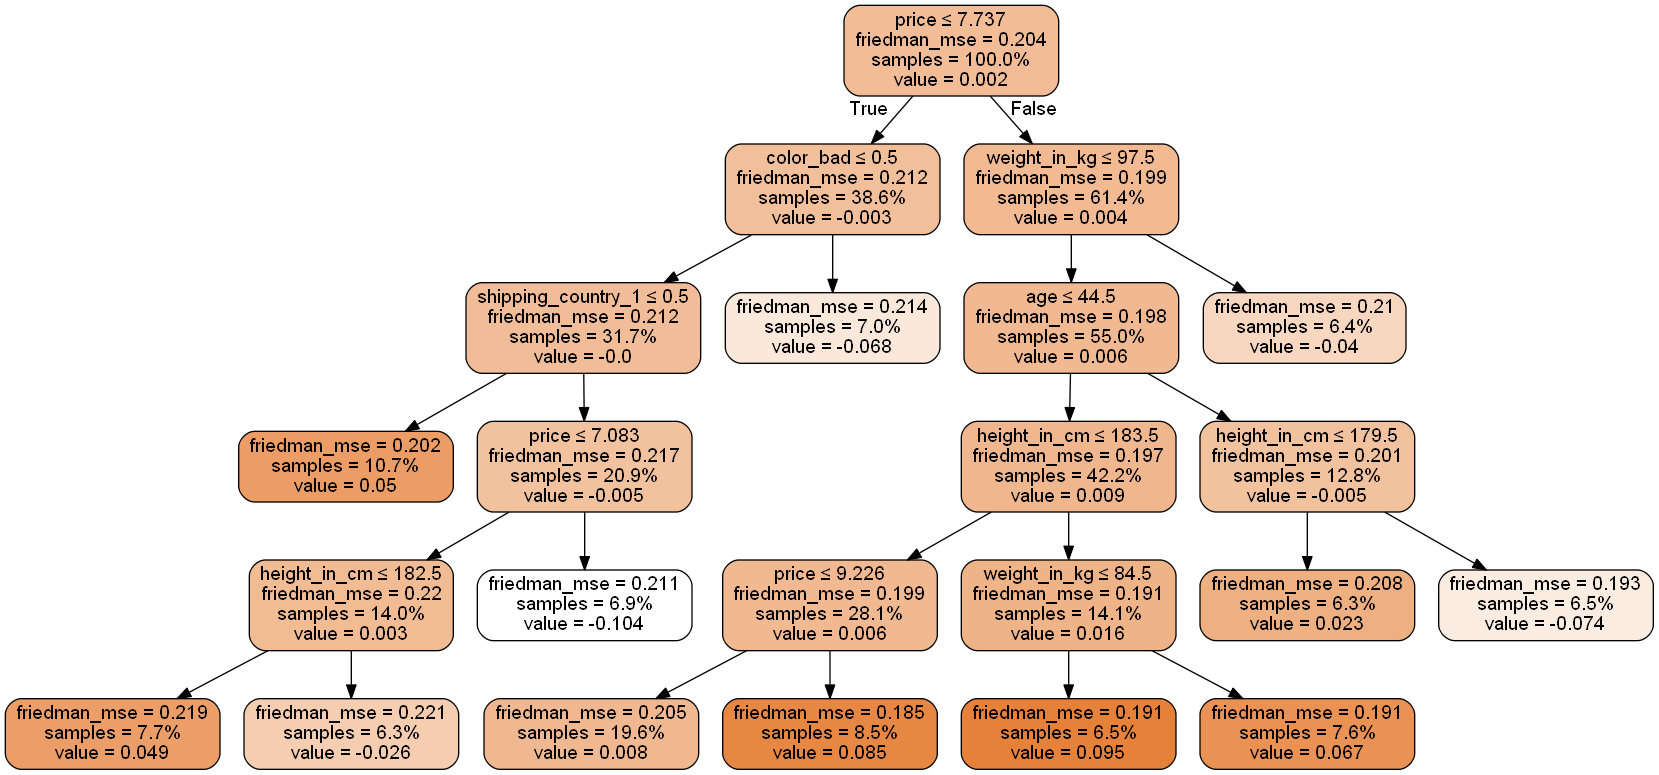 price ≤ 7.737
friedman_mse = 0.204
samples = 100.0%
value = 0.002
True
False
color_bad ≤ 0.5
friedman_mse = 0.212
samples = 38.6%
value = -0.003
weight_in_kg ≤ 97.5
friedman_mse = 0.199
samples = 61.4%
value = 0.004
shipping_country_1 ≤ 0.5
friedman_mse = 0.212
samples = 31.7%
value = -0.0
friedman_mse = 0.214
samples = 7.0%
value = -0.068
age ≤ 44.5
friedman_mse = 0.198
samples = 55.0%
value = 0.006
friedman_mse = 0.21
samples = 6.4%
value = -0.04
friedman_mse = 0.202
samples = 10.7%
value = 0.05
price ≤ 7.083
friedman_mse = 0.217
samples = 20.9%
value = -0.005
height_in_cm ≤ 183.5
friedman_mse = 0.197
samples = 42.2%
value = 0.009
height_in_cm ≤ 179.5
friedman_mse = 0.201
samples = 12.8%
value = -0.005
height_in_cm ≤ 182.5
friedman_mse = 0.22
samples = 14.0%
value = 0.003
friedman_mse = 0.211
samples = 6.9%
value = -0.104
price ≤ 9.226
friedman_mse = 0.199
samples = 28.1%
value = 0.006
weight_in_kg ≤ 84.5
friedman_mse = 0.191
samples = 14.1%
value = 0.016
friedman_mse = 0.208
samples = 6.3%
value = 0.023
friedman_mse = 0.193
samples = 6.5%
value = -0.074
friedman_mse = 0.219
samples = 7.7%
value = 0.049
friedman_mse = 0.221
samples = 6.3%
value = -0.026
friedman_mse = 0.205
samples = 19.6%
value = 0.008
friedman_mse = 0.185
samples = 8.5%
value = 0.085
friedman_mse = 0.191
samples = 6.5%
value = 0.095
friedman_mse = 0.191
samples = 7.6%
value = 0.067